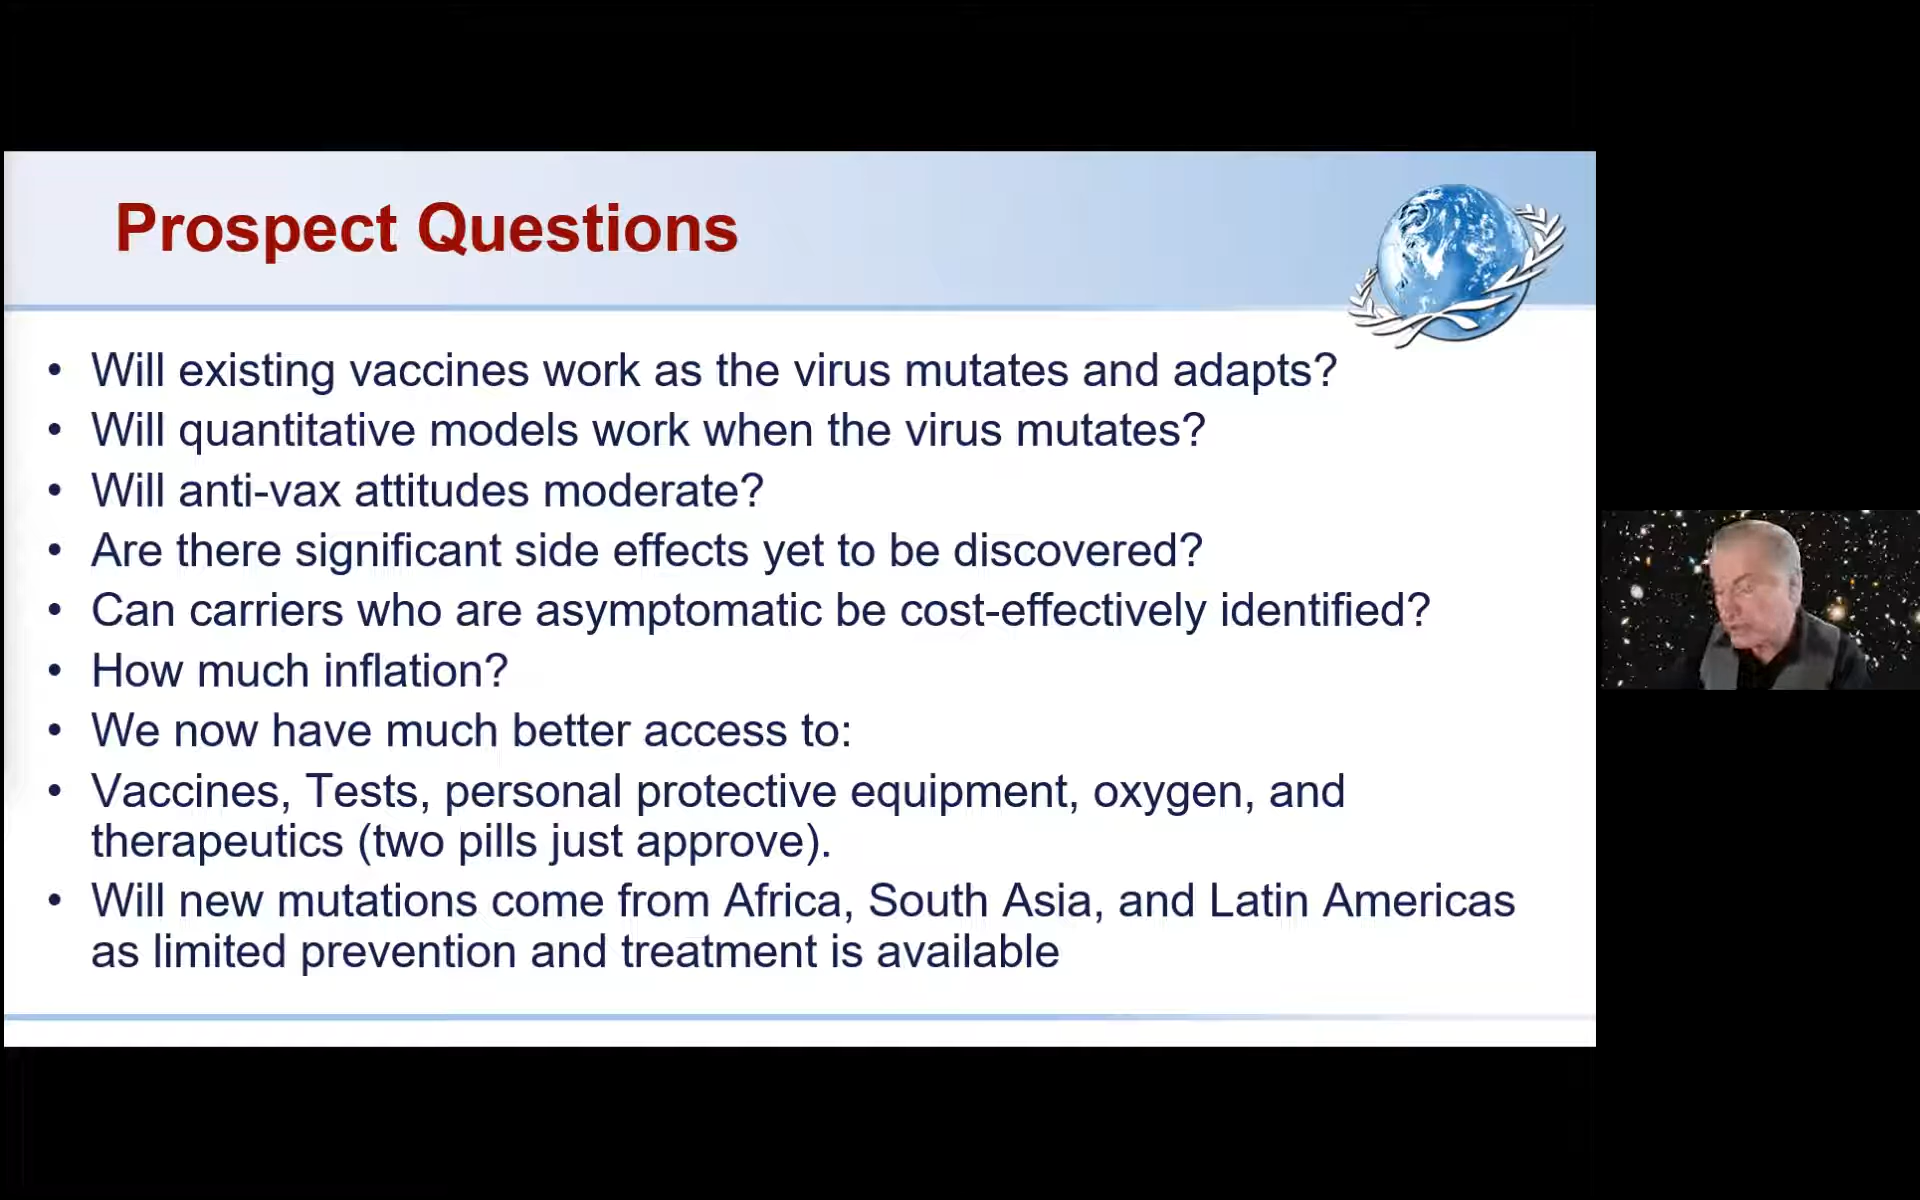 Prospect Questions
• Will existing vaccines work as the virus mutates and adapts?
• Will quantitative models work when the virus mutates?
• Will anti-vax attitudes moderate?
• Are there significant side effects yet to be discovered?
• Can carriers who are asymptomatic be cost-effectively identified?
• How much inflation?
• We now have much better access to:
• Vaccines, Tests, personal protective equipment, oxygen, and
therapeutics (two pills just approve).
• Will new mutations come from Africa, South Asia, and Latin Americas
as limited prevention and treatment is available